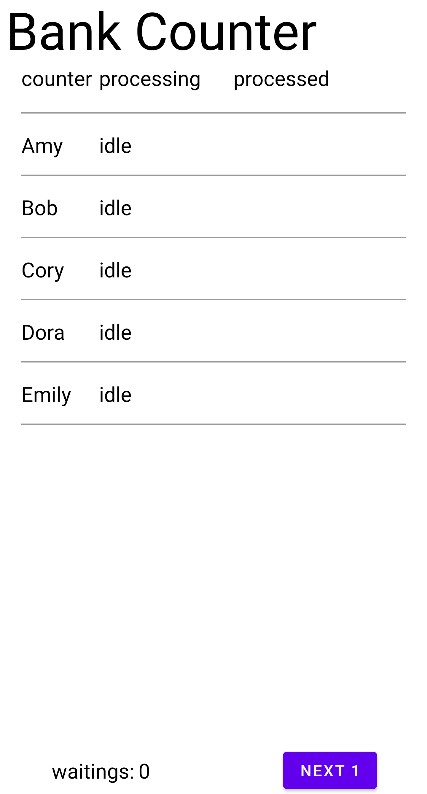 Bank Counter
counter processing processed
Amy idle
Bob idle
Cory idle
Dora idle
Emily idle
waitings: 0 NEXT 1